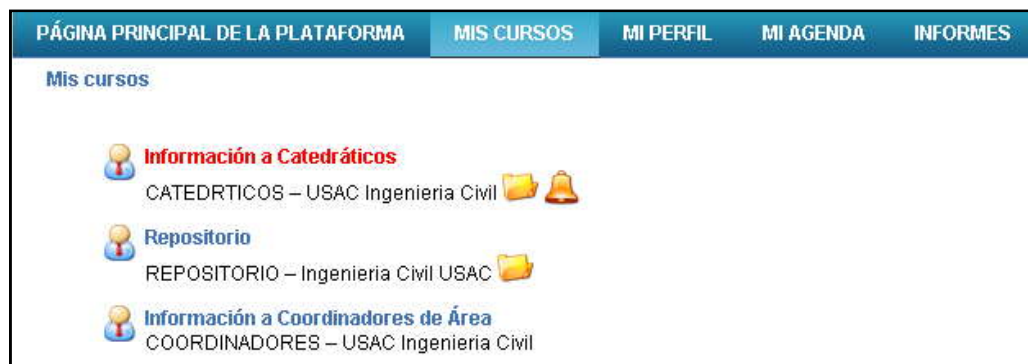 PÁGINA PRINCIPAL DE LA PLATAFORMA MIS CURSOS MI PERFIL MI AGENDA INFORMES
Mis cursos
Información a Catedráticos
CATEDRTICOS – USAC Ingenieria Civil
Repositorio
REPOSITORIO – Ingenieria Civil USAC
Información a Coordinadores de Área
COORDINADORES – USAC Ingenieria Civil